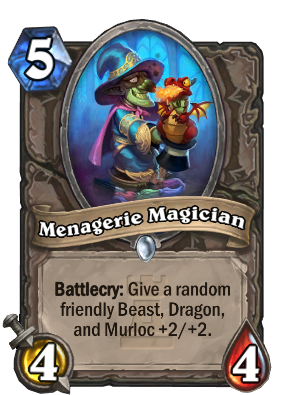 5
Menagerie Magician
Battlecry: Give a random
friendly Beast, Dragon,
and Murloc +2/+2.
4
4